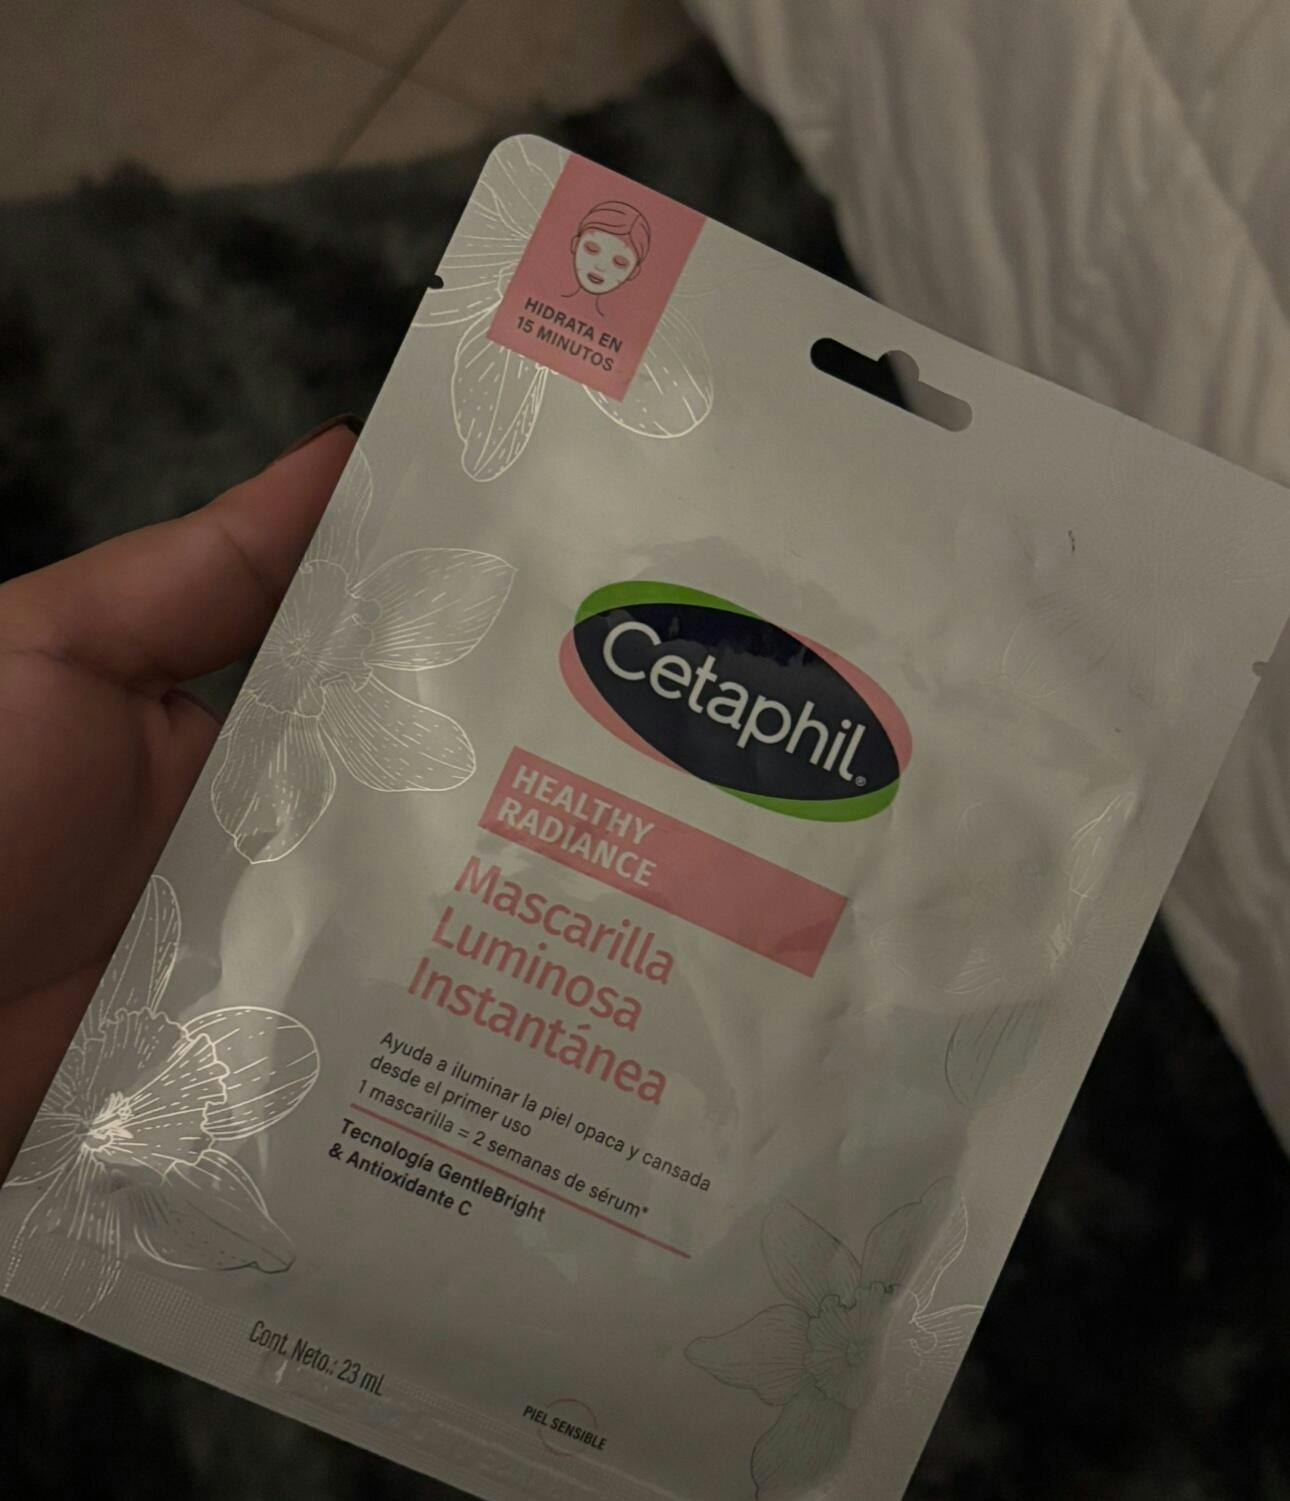 HIDRATA EN
15 MINUTOS
Cetaphil®
HEALTHY
RADIANCE
Mascarilla
Luminosa
Instantánea
Ayuda a iluminar la piel opaca y cansada
desde el primer uso
1 mascarilla = 2 semanas de sérum*
Tecnología GentleBright
& Antioxidante C
Cont. Neto.: 23 mL
PIEL SENSIBLE